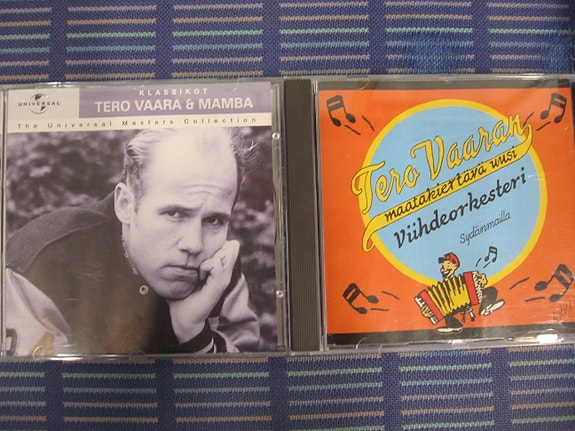 UNIVERSAL
KLASSIKOT
TERO VAARA & MAMBA
The Universal Masters Collection
Tero Vaaran
maatakiertävä uusi
Viihdeorkesteri
Sydänmailla